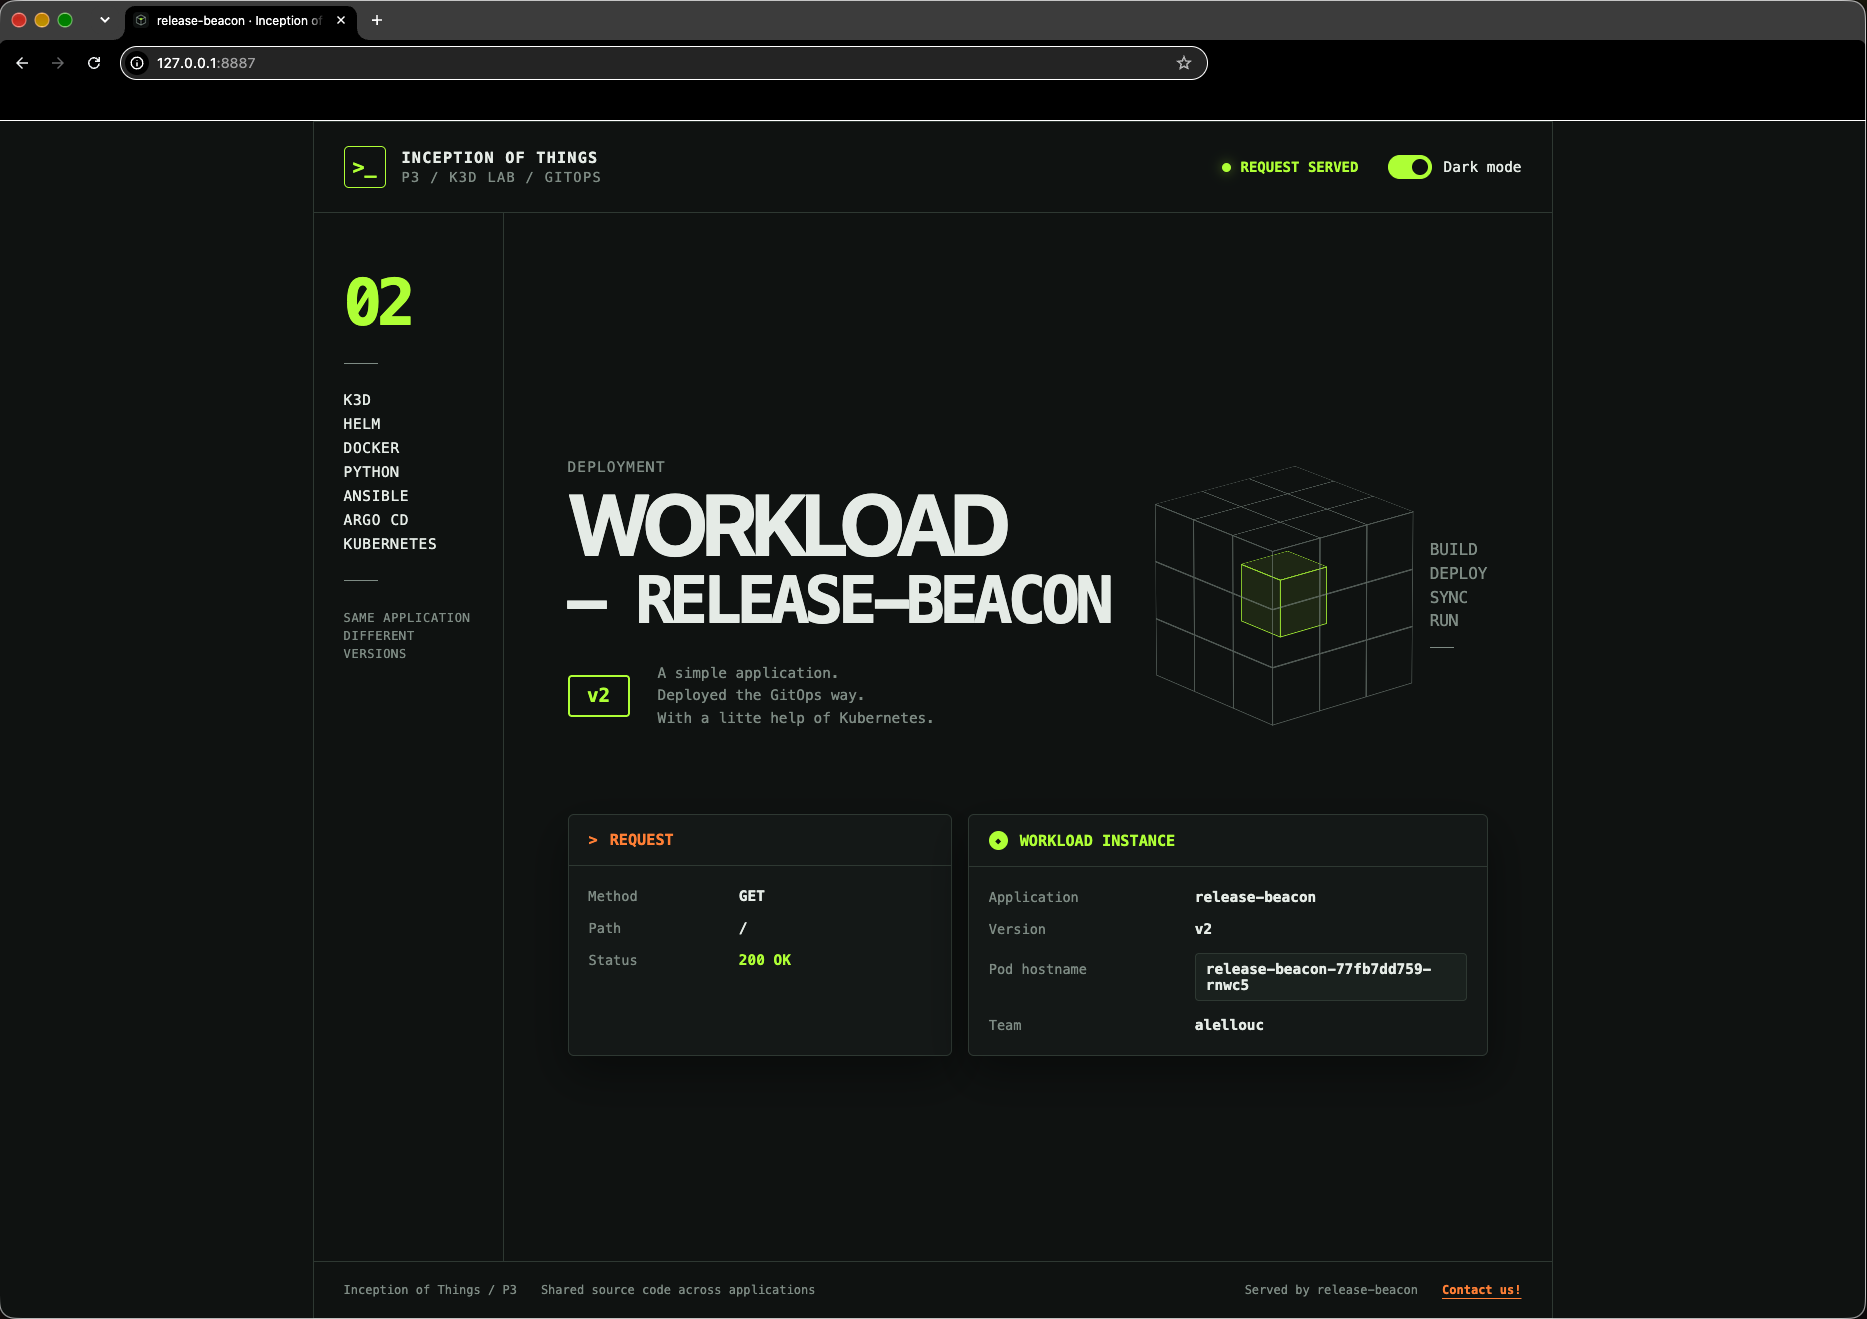 release-beacon · Inception of
127.0.0.1:8887
>_
INCEPTION OF THINGS
P3 / K3D LAB / GITOPS
REQUEST SERVED
Dark mode
02
K3D
HELM
DOCKER
PYTHON
ANSIBLE
ARGO CD
KUBERNETES
SAME APPLICATION
DIFFERENT
VERSIONS
DEPLOYMENT
WORKLOAD
— RELEASE-BEACON
v2
A simple application.
Deployed the GitOps way.
With a litte help of Kubernetes.
BUILD
DEPLOY
SYNC
RUN
> REQUEST
Method GET
Path /
Status 200 OK
WORKLOAD INSTANCE
Application release-beacon
Version v2
Pod hostname release-beacon-77fb7dd759-
rnwc5
Team alellouc
Inception of Things / P3 Shared source code across applications
Served by release-beacon Contact us!